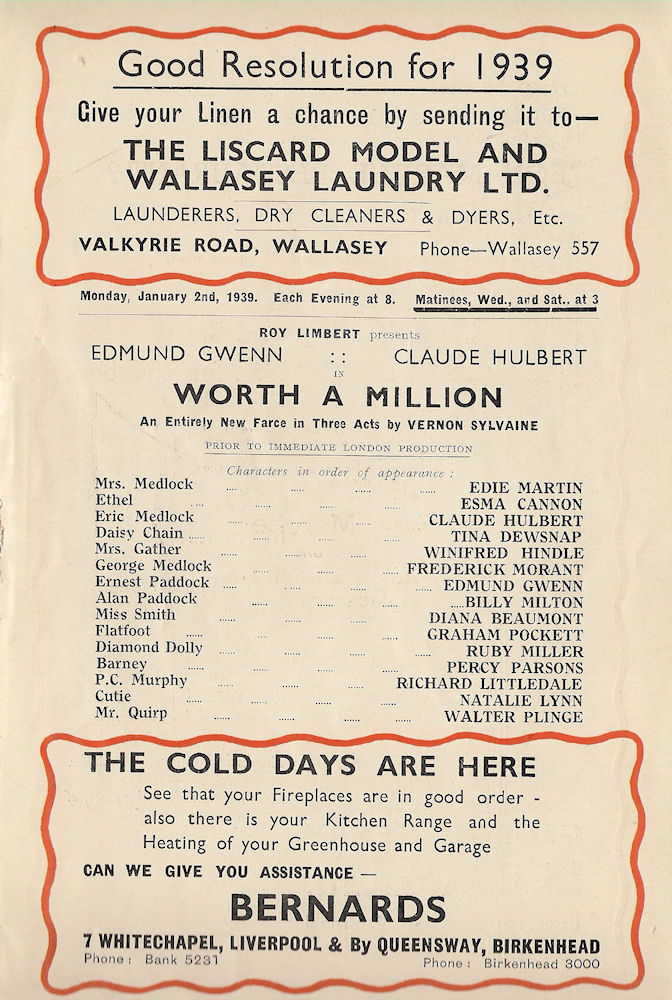 Good Resolution for 1939
Give your Linen a chance by sending it to—
THE LISCARD MODEL AND
WALLASEY LAUNDRY LTD.
LAUNDERERS, DRY CLEANERS & DYERS, Etc.
VALKYRIE ROAD, WALLASEY Phone—Wallasey 557
Monday, January 2nd, 1939. Each Evening at 8. Matinees, Wed., and Sat.. at 3
ROY LIMBERT presents
EDMUND GWENN :: CLAUDE HULBERT
IN
WORTH A MILLION
An Entirely New Farce in Three Acts by VERNON SYLVAINE
PRIOR TO IMMEDIATE LONDON PRODUCTION
Characters in order of appearance :
Mrs. Medlock ..... ..... ...... ...... EDIE MARTIN
Ethel ..... ..... ..... ..... ESMA CANNON
Eric Medlock ...... ..... ...... CLAUDE HULBERT
Daisy Chain ..... ..... ..... ..... TINA DEWSNAP
Mrs. Gather ...... ..... ...... WINIFRED HINDLE
George Medlock ...... ..... ..... FREDERICK MORANT
Ernest Paddock ..... ..... ..... ..... EDMUND GWENN
Alan Paddock ..... ..... ..... ....BILLY MILTON
Miss Smith ..... ..... ..... DIANA BEAUMONT
Flatfoot ...... ..... ..... ..... GRAHAM POCKETT
Diamond Dolly ...... ..... ..... ..... RUBY MILLER
Barney ..... ..... ..... ..... PERCY PARSONS
P.C. Murphy ...... ..... RICHARD LITTLEDALE
Cutie ..... ..... ..... ..... NATALIE LYNN
Mr. Quirp ..... ..... ..... ..... WALTER PLINGE
THE COLD DAYS ARE HERE
See that your Fireplaces are in good order -
also there is your Kitchen Range and the
Heating of your Greenhouse and Garage
CAN WE GIVE YOU ASSISTANCE —
BERNARDS
7 WHITECHAPEL, LIVERPOOL & By QUEENSWAY, BIRKENHEAD
Phone : Bank 5231 Phone : Birkenhead 3000